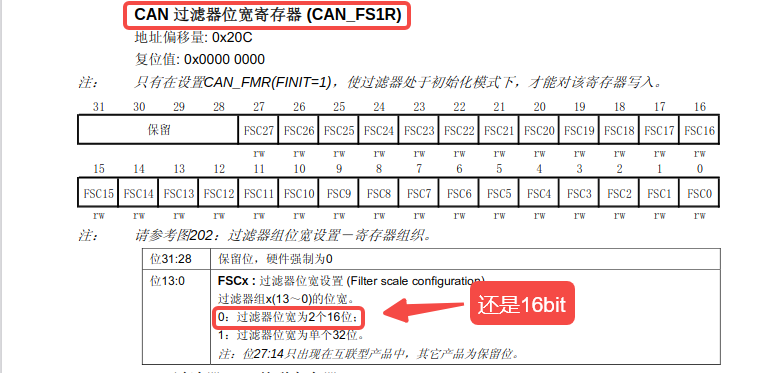 CAN 过滤器位宽寄存器 (CAN_FS1R)
地址偏移量: 0x20C
复位值: 0x0000 0000
注: 只有在设置CAN_FMR(FINIT=1)，使过滤器处于初始化模式下，才能对该寄存器写入。
31 30 29 28 27 26 25 24 23 22 21 20 19 18 17 16
保留 FSC27 FSC26 FSC25 FSC24 FSC23 FSC22 FSC21 FSC20 FSC19 FSC18 FSC17 FSC16
rw rw rw rw rw rw rw rw rw rw rw rw
15 14 13 12 11 10 9 8 7 6 5 4 3 2 1 0
FSC15 FSC14 FSC13 FSC12 FSC11 FSC10 FSC9 FSC8 FSC7 FSC6 FSC5 FSC4 FSC3 FSC2 FSC1 FSC0
rw rw rw rw rw rw rw rw rw rw rw rw rw rw rw rw
注: 请参考图202：过滤器组位宽设置－寄存器组织。
位31:28 保留位，硬件强制为0
位13:0 FSCx : 过滤器位宽设置 (Filter scale configuration)
过滤器组x(13～0)的位宽。
0：过滤器位宽为2个16位；
1：过滤器位宽为单个32位。
注：位27:14只出现在互联型产品中，其它产品为保留位。
还是16bit